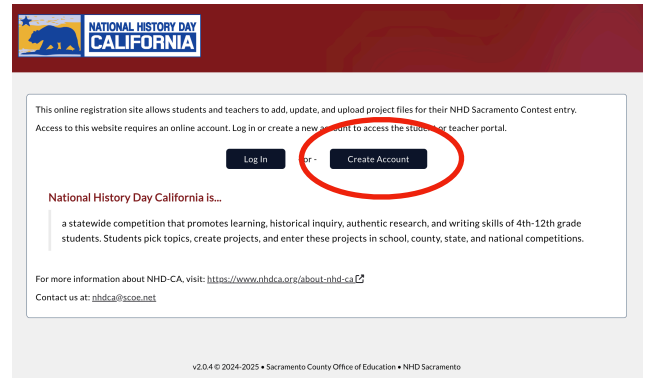 NATIONAL HISTORY DAY
CALIFORNIA
This online registration site allows students and teachers to add, update, and upload project files for their NHD Sacramento Contest entry.
Access to this website requires an online account. Log in or create a new account to access the student or teacher portal.
Log In or - Create Account
National History Day California is...
a statewide competition that promotes learning, historical inquiry, authentic research, and writing skills of 4th-12th grade
students. Students pick topics, create projects, and enter these projects in school, county, state, and national competitions.
For more information about NHD-CA, visit: https://www.nhdca.org/about-nhd-ca
Contact us at: nhdca@scoe.net
v2.0.4 © 2024-2025 • Sacramento County Office of Education • NHD Sacramento